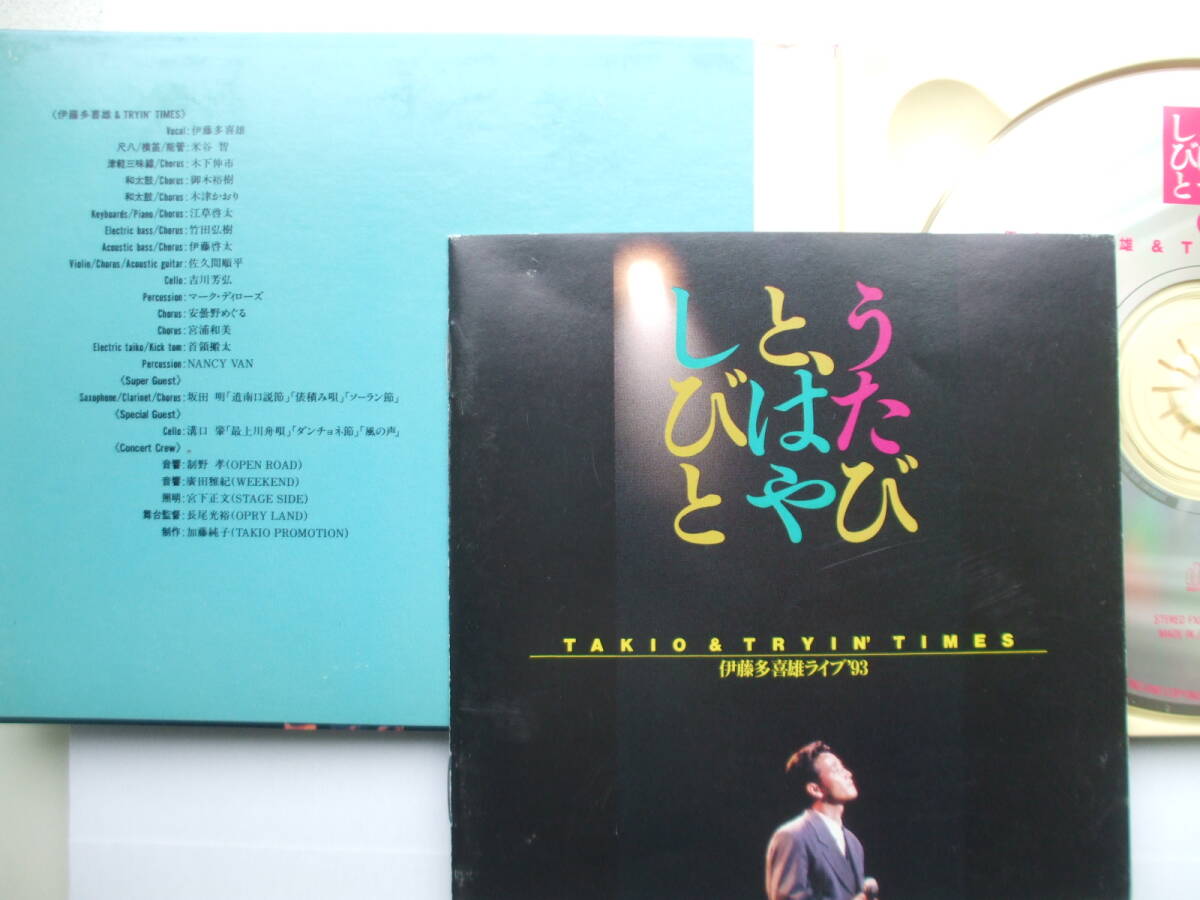 〈伊藤多喜雄 & TRYIN' TIMES〉
Vocal:伊藤多喜雄
尺八/横笛/能管:米谷 智
津軽三味線/Chorus:木下伸市
和太鼓/Chorus:御木裕樹
和太鼓/Chorus:木津かおり
Keyboards/Piano/Chorus:江草啓太
Electric bass/Chorus:竹田弘樹
Acoustic bass/Chorus:伊藤啓太
Violin/Chorus/Acoustic guitar:佐久間順平
Cello:吉川芳弘
Percussion:マーク・ディローズ
Chorus:安曇野めぐる
Chorus:宮浦和美
Electric taiko/Kick tom:首領擻太
Percussion:NANCY VAN
〈Super Guest〉
Saxophone/Clarinet/Chorus:坂田 明「道南口説節」「俵積み唄」「ソーラン節」
〈Special Guest〉
Cello:溝口 肇「最上川舟唄」「ダンチョネ節」「風の声」
〈Concert Crew〉
音響:制野 孝(OPEN ROAD)
音響:廣田雅紀(WEEKEND)
照明:宮下正文(STAGE SIDE)
舞台監督:長尾光裕(OPRY LAND)
制作:加藤純子(TAKIO PROMOTION)
うたび
と、はや
しびと
TAKIO & TRYIN' TIMES
伊藤多喜雄ライブ'93
しびと
雄 & T
STEREO
MADE IN